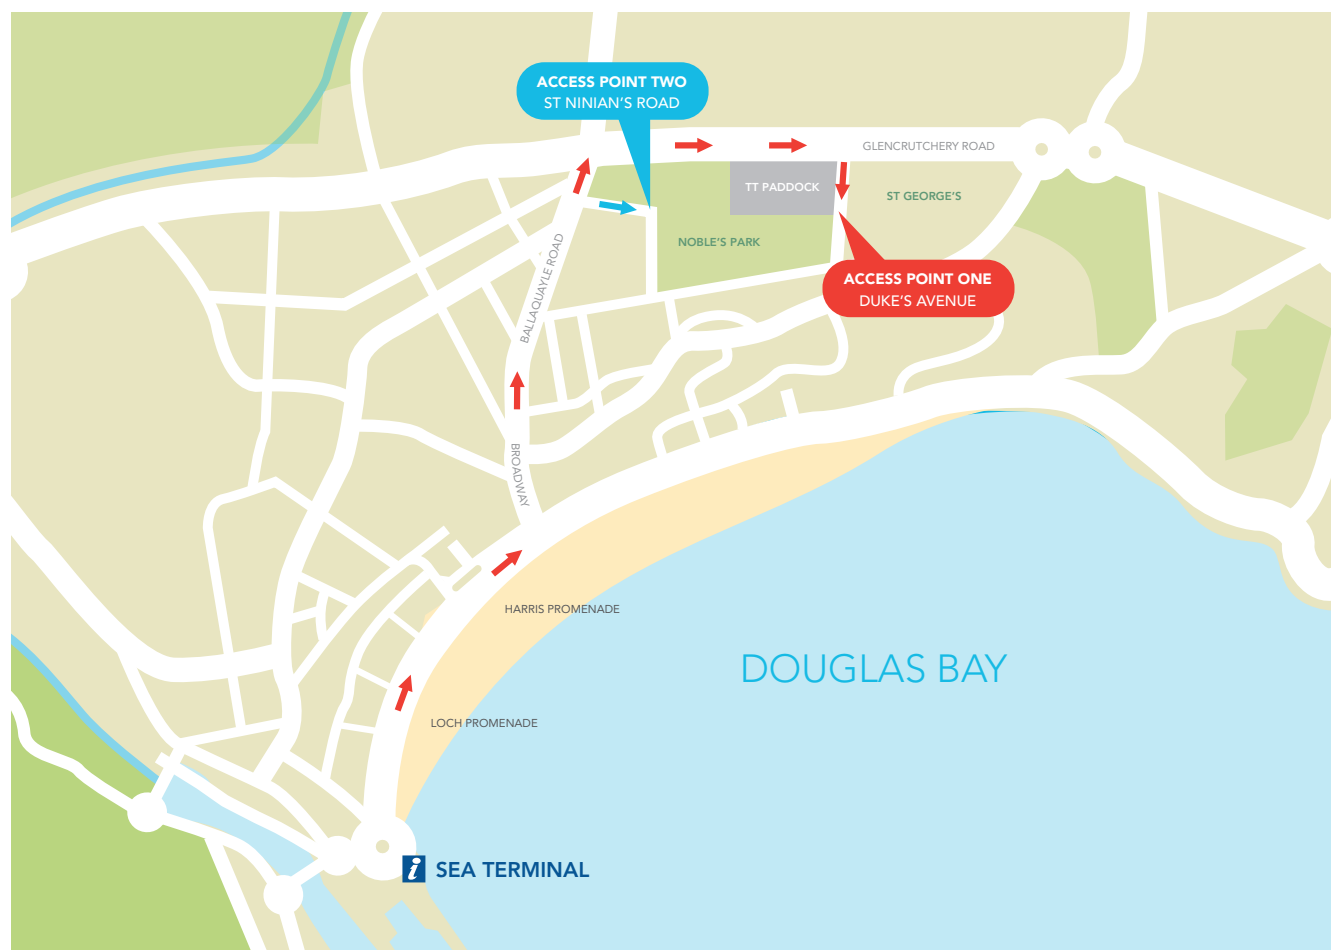 ACCESS POINT TWO
ST NINIAN'S ROAD
GLENCRUTCHERY ROAD
TT PADDOCK
ST GEORGE'S
NOBLE'S PARK
BALLAQUAYLE ROAD
ACCESS POINT ONE
DUKE'S AVENUE
BROADWAY
HARRIS PROMENADE
DOUGLAS BAY
LOCH PROMENADE
i SEA TERMINAL